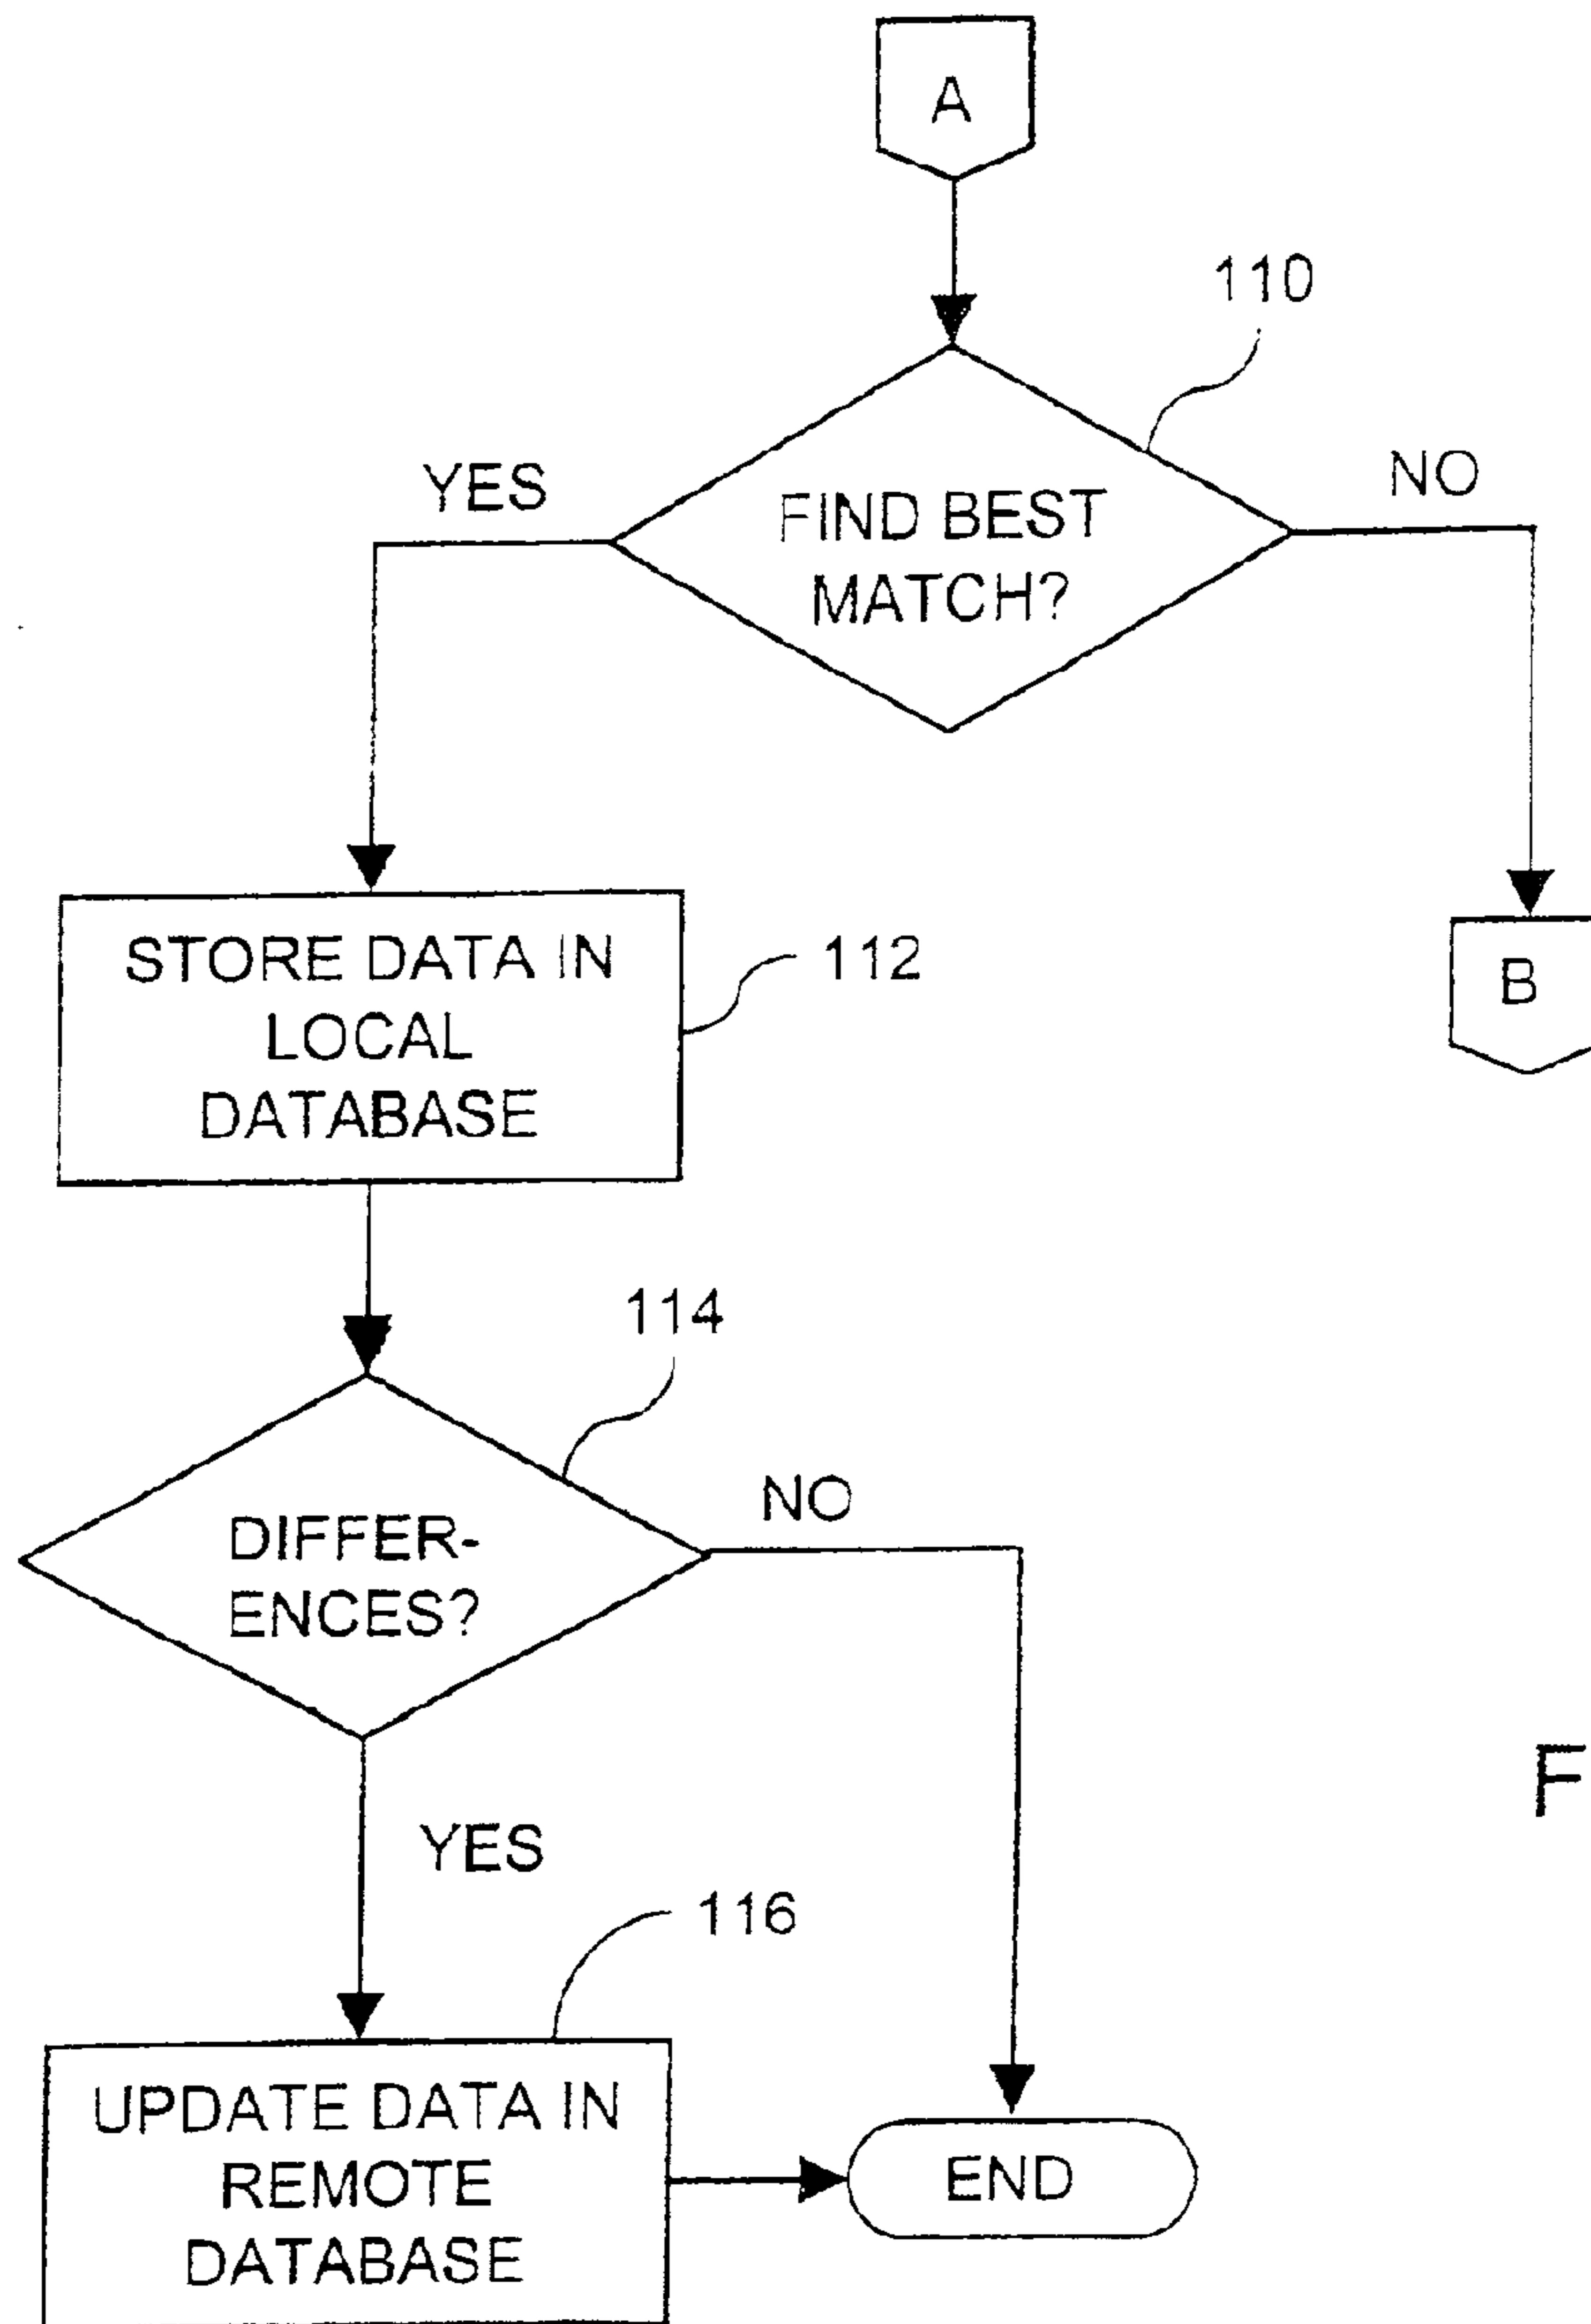 A
110
YES
NO
FIND BEST
MATCH?
STORE DATA IN
LOCAL
DATABASE
112
B
114
NO
DIFFER-
ENCES?
F
YES
116
UPDATE DATA IN
REMOTE
DATABASE
END